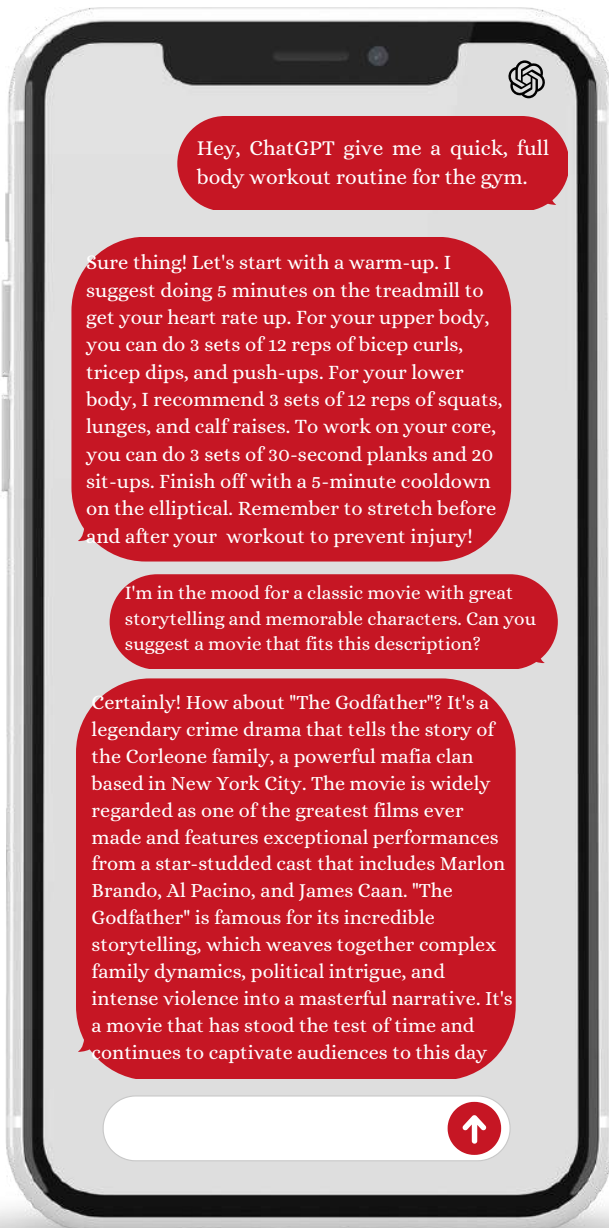 Hey, ChatGPT give me a quick, full
body workout routine for the gym.
Sure thing! Let's start with a warm-up. I
suggest doing 5 minutes on the treadmill to
get your heart rate up. For your upper body,
you can do 3 sets of 12 reps of bicep curls,
tricep dips, and push-ups. For your lower
body, I recommend 3 sets of 12 reps of squats,
lunges, and calf raises. To work on your core,
you can do 3 sets of 30-second planks and 20
sit-ups. Finish off with a 5-minute cooldown
on the elliptical. Remember to stretch before
and after your workout to prevent injury!
I'm in the mood for a classic movie with great
storytelling and memorable characters. Can you
suggest a movie that fits this description?
Certainly! How about "The Godfather"? It's a
legendary crime drama that tells the story of
the Corleone family, a powerful mafia clan
based in New York City. The movie is widely
regarded as one of the greatest films ever
made and features exceptional performances
from a star-studded cast that includes Marlon
Brando, Al Pacino, and James Caan. "The
Godfather" is famous for its incredible
storytelling, which weaves together complex
family dynamics, political intrigue, and
intense violence into a masterful narrative. It's
a movie that has stood the test of time and
continues to captivate audiences to this day